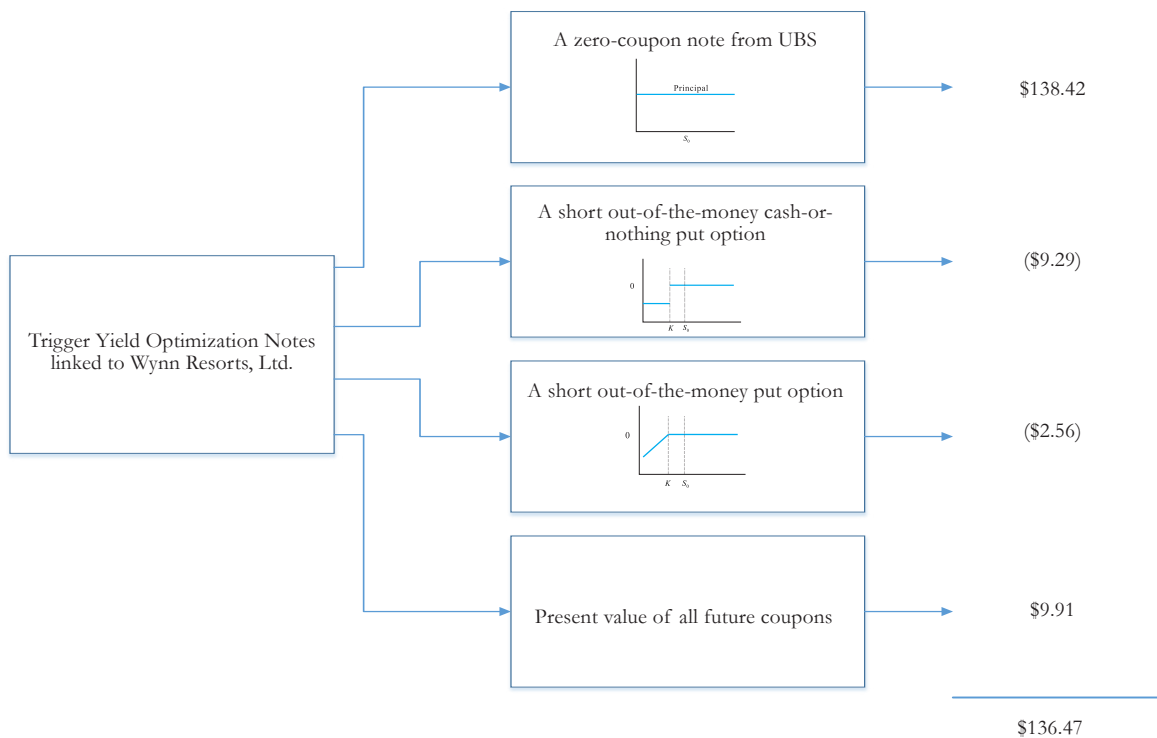 A zero-coupon note from UBS
Principal
S₀
$138.42
A short out-of-the-money cash-or-
nothing put option
0
K S₀
($9.29)
Trigger Yield Optimization Notes
linked to Wynn Resorts, Ltd.
A short out-of-the-money put option
0
K S₀
($2.56)
Present value of all future coupons
$9.91
$136.47